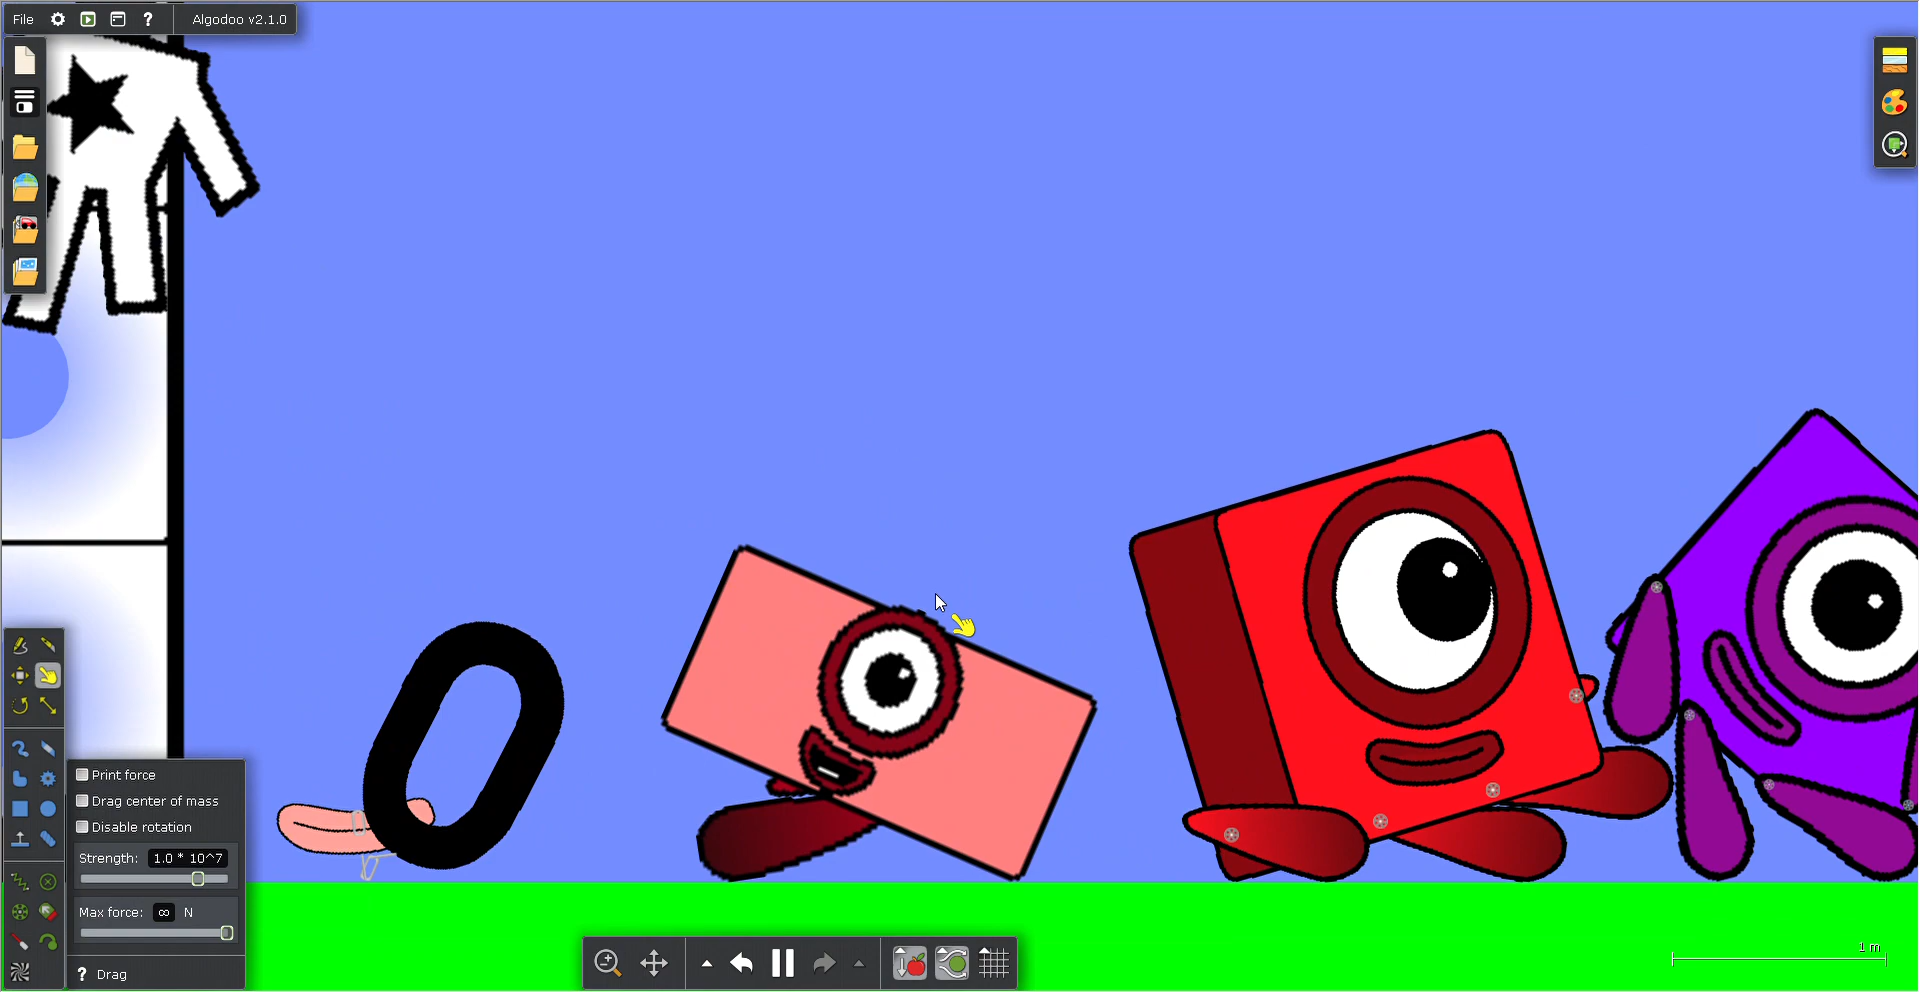 File ? Algodoo v2.1.0
Print force
Drag center of mass
Disable rotation
Strength: 1.0 * 10^7
Max force: ∞ N
? Drag
0
1 m